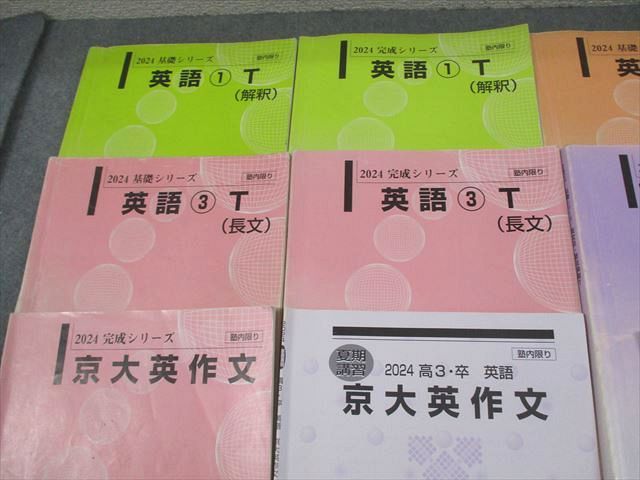 2024 基礎シリーズ
塾内限り
英語① T
(解釈)
2024 完成シリーズ
塾内限り
英語① T
(解釈)
2024 基礎
英
2024 基礎シリーズ
塾内限り
英語③ T
(長文)
2024 完成シリーズ
塾内限り
英語③ T
(長文)
2024 完成シリーズ
塾内限り
京大英作文
夏期
講習
2024 高3・卒 英語
塾内限り
京大英作文